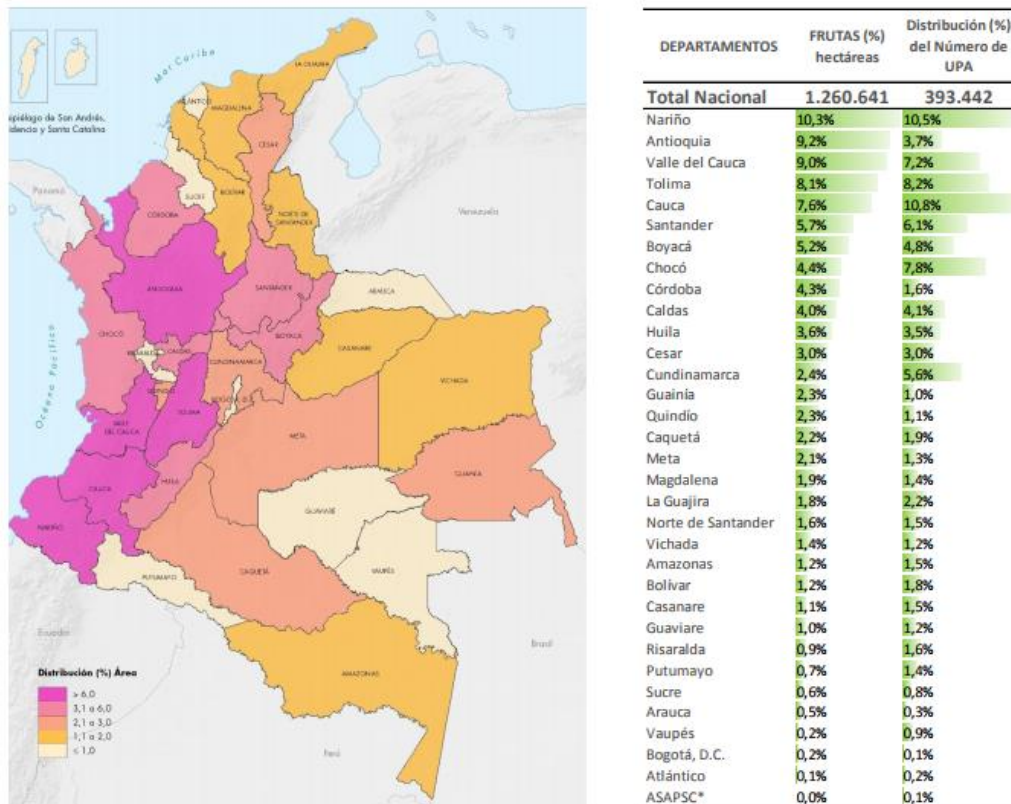 Mar Caribe
LA GUAJIRA
ATLÁNTICO
MAGDALENA
piélago de San Andrés,
idencia y Santa Catalina
CESAR
SUCRE
BOLÍVAR
NORTE DE
SANTANDER
Panamá
CÓRDOBA
Venezuela
ANTIOQUIA
SANTANDER
ARAUCA
CHOCÓ
BOYACÁ
CASANARE
RISARALDA
CALDAS
CUNDINAMARCA
VICHADA
Océano Pacífico
QUINDÍO
BOGOTÁ, D.C.
TOLIMA
VALLE
DEL CAUCA
META
GUAINÍA
CAUCA
HUILA
GUAVIARE
NARIÑO
CAQUETÁ
VAUPÉS
PUTUMAYO
Ecuador
Brasil
AMAZONAS
Perú
Distribución (%) Área
> 6,0
3,1 a 6,0
2,1 a 3,0
1,1 a 2,0
< 1,0
DEPARTAMENTOS FRUTAS (%) hectáreas Distribución (%) del Número de UPA
Total Nacional 1.260.641 393.442
Nariño 10,3% 10,5%
Antioquia 9,2% 3,7%
Valle del Cauca 9,0% 7,2%
Tolima 8,1% 8,2%
Cauca 7,6% 10,8%
Santander 5,7% 6,1%
Boyacá 5,2% 4,8%
Chocó 4,4% 7,8%
Córdoba 4,3% 1,6%
Caldas 4,0% 4,1%
Huila 3,6% 3,5%
Cesar 3,0% 3,0%
Cundinamarca 2,4% 5,6%
Guainía 2,3% 1,0%
Quindío 2,3% 1,1%
Caquetá 2,2% 1,9%
Meta 2,1% 1,3%
Magdalena 1,9% 1,4%
La Guajira 1,8% 2,2%
Norte de Santander 1,6% 1,5%
Vichada 1,4% 1,2%
Amazonas 1,2% 1,5%
Bolívar 1,2% 1,8%
Casanare 1,1% 1,5%
Guaviare 1,0% 1,2%
Risaralda 0,9% 1,6%
Putumayo 0,7% 1,4%
Sucre 0,6% 0,8%
Arauca 0,5% 0,3%
Vaupés 0,2% 0,9%
Bogotá, D.C. 0,2% 0,1%
Atlántico 0,1% 0,2%
ASAPSC* 0,0% 0,1%